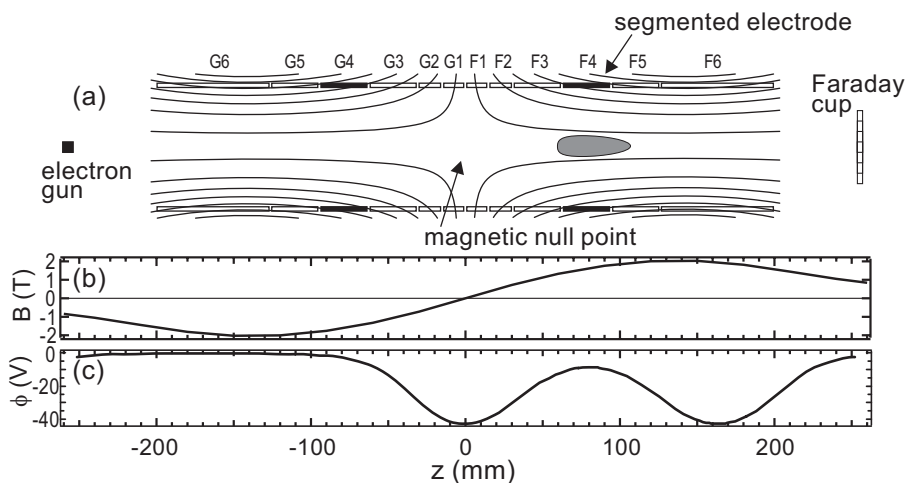 segmented electrode
G6 G5 G4 G3 G2 G1 F1 F2 F3 F4 F5 F6
(a)
Faraday
cup
electron
gun
magnetic null point
(b)
B (T)
2
1
0
-1
-2
(c)
ϕ (V)
0
-20
-40
-200 -100 0 100 200
z (mm)